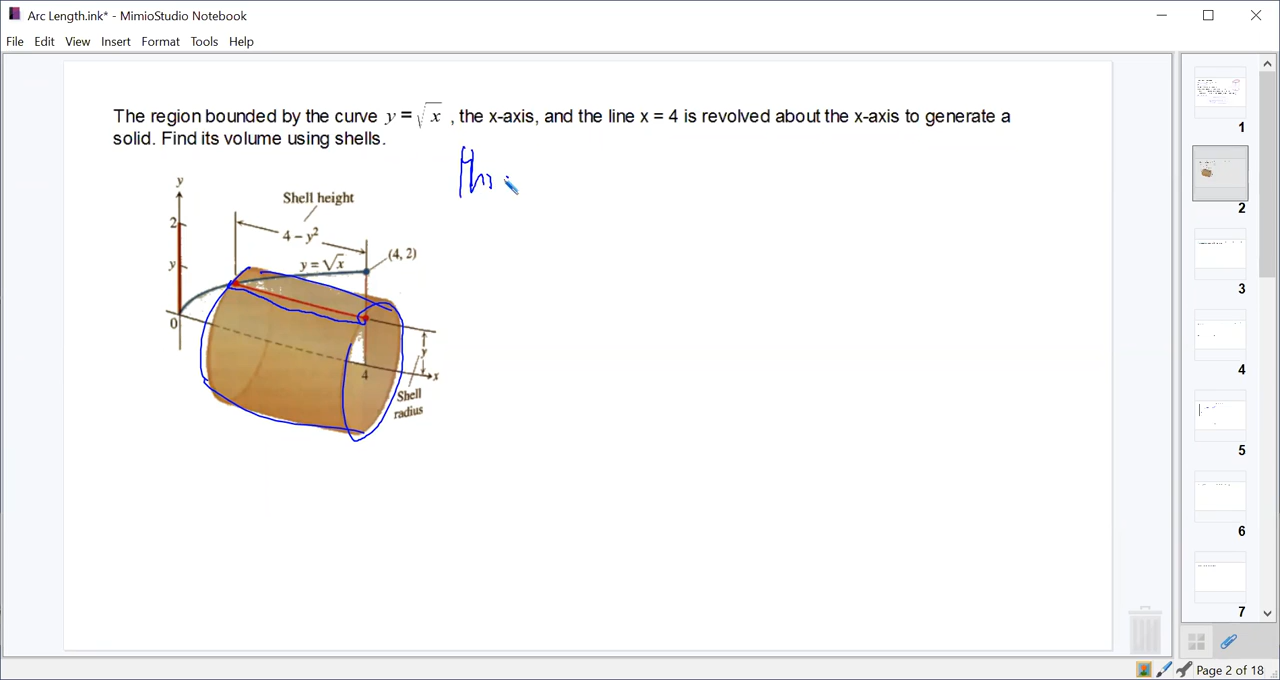 Arc Length.ink* - MimioStudio Notebook
File Edit View Insert Format Tools Help
The region bounded by the curve y = √x , the x-axis, and the line x = 4 is revolved about the x-axis to generate a
solid. Find its volume using shells.
y
Shell height
2
4 – y²
(4, 2)
y = √x
y
0
y
4
x
Shell
radius
1
2
3
4
5
6
7
Page 2 of 18